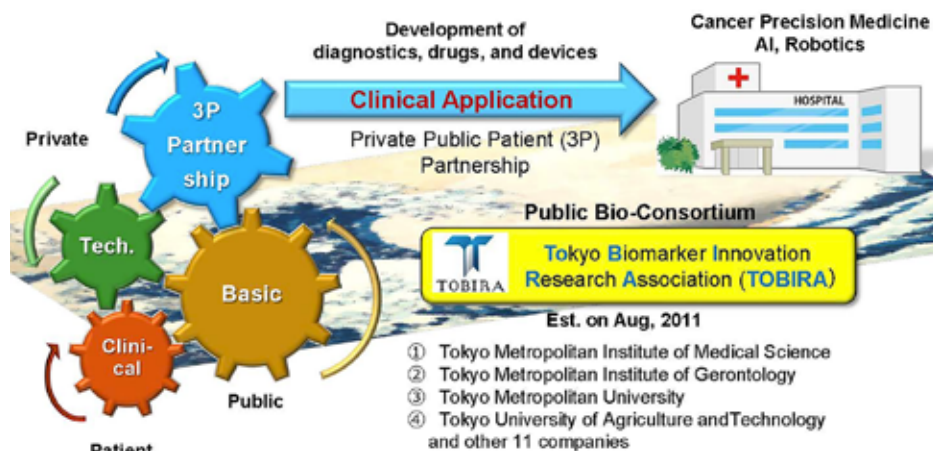 Development of
diagnostics, drugs, and devices
Cancer Precision Medicine
AI, Robotics
Clinical Application
HOSPITAL
Private Public Patient (3P)
Partnership
Private
3P
Partner
ship
Tech.
Basic
Clini-
cal
Public
Patient
Public Bio-Consortium
TOBIRA
Tokyo Biomarker Innovation
Research Association (TOBIRA)
Est. on Aug, 2011
① Tokyo Metropolitan Institute of Medical Science
② Tokyo Metropolitan Institute of Gerontology
③ Tokyo Metropolitan University
④ Tokyo University of Agriculture andTechnology
and other 11 companies